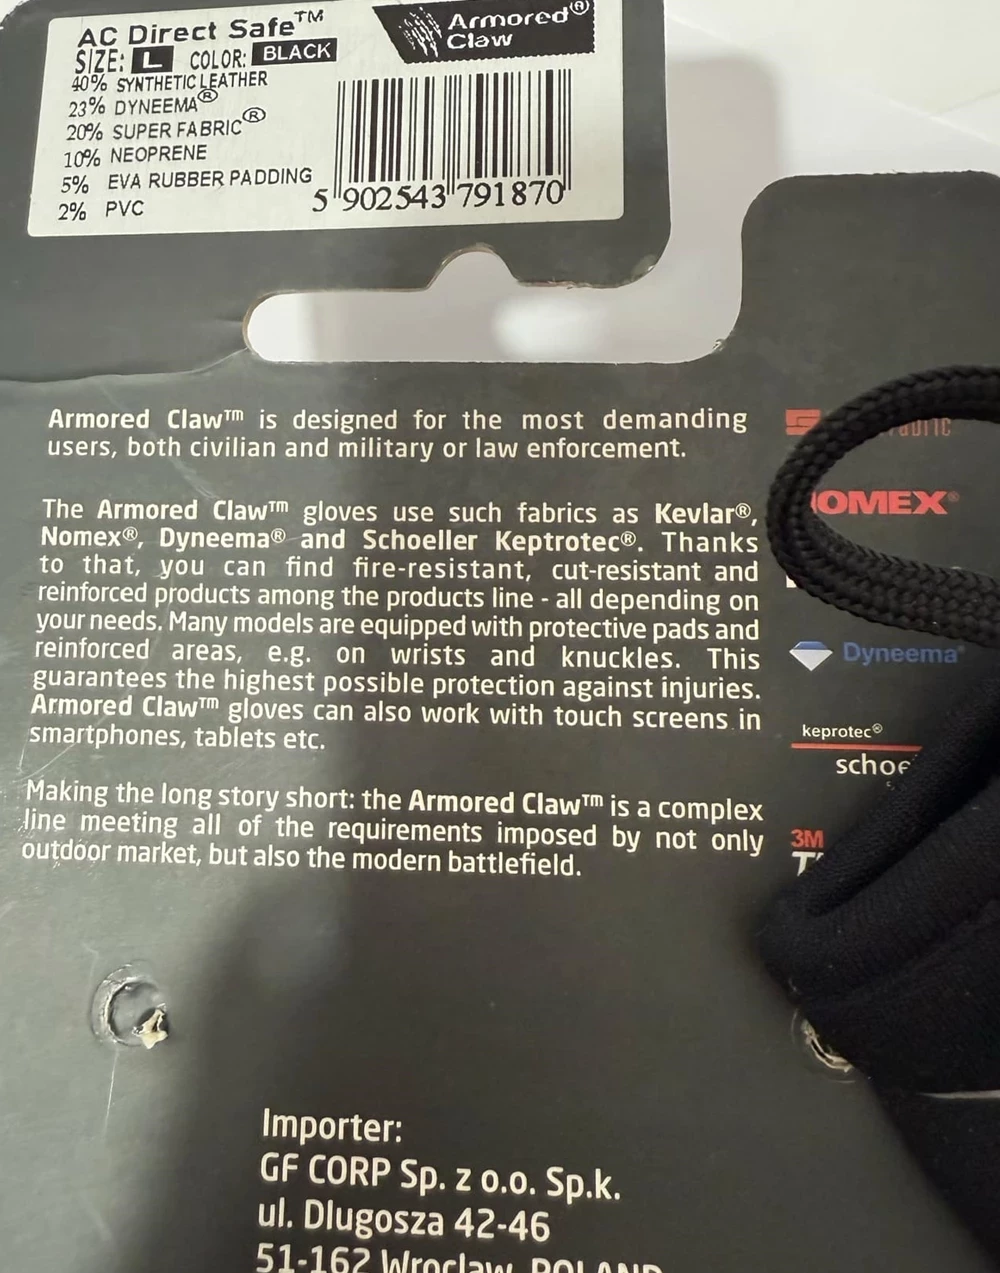 AC Direct Safe™
SIZE: L COLOR: BLACK
40% SYNTHETIC LEATHER
23% DYNEEMA®
20% SUPER FABRIC®
10% NEOPRENE
5% EVA RUBBER PADDING
2% PVC
Armored®
Claw
5 902543 791870
Armored Claw™ is designed for the most demanding
users, both civilian and military or law enforcement.
The Armored Claw™ gloves use such fabrics as Kevlar®,
Nomex®, Dyneema® and Schoeller Keptrotec®. Thanks
to that, you can find fire-resistant, cut-resistant and
reinforced products among the products line - all depending on
your needs. Many models are equipped with protective pads and
reinforced areas, e.g. on wrists and knuckles. This
guarantees the highest possible protection against injuries.
Armored Claw™ gloves can also work with touch screens in
smartphones, tablets etc.
Making the long story short: the Armored Claw™ is a complex
line meeting all of the requirements imposed by not only
outdoor market, but also the modern battlefield.
OMEX®
Dyneema®
keprotec®
schoe
3M
Importer:
GF CORP Sp. z o.o. Sp.k.
ul. Dlugosza 42-46
51-162 Wroclaw, POLAND